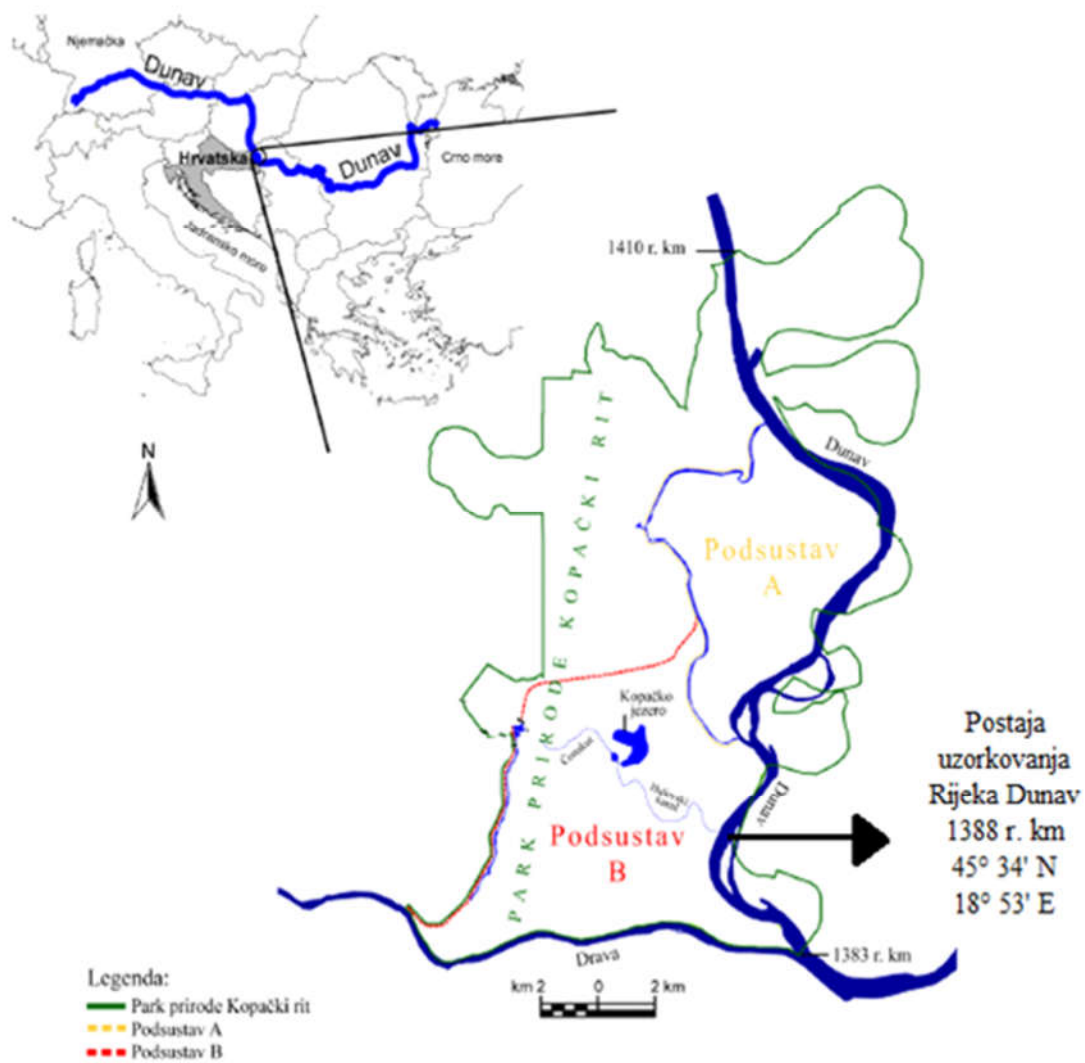 Njemačka
Dunav
Hrvatska
Dunav
Crno more
Jadransko more
N
1410 r. km
Dunav
PARK PRIRODE KOPAČKI RIT
Podsustav
A
Kopačko
jezero
Čonakut
Hulovski
kanal
Dunav
Podsustav
B
Postaja
uzorkovanja
Rijeka Dunav
1388 r. km
45° 34' N
18° 53' E
Drava
1383 r. km
km 2 0 2 km
Legenda:
Park prirode Kopački rit
Podsustav A
Podsustav B